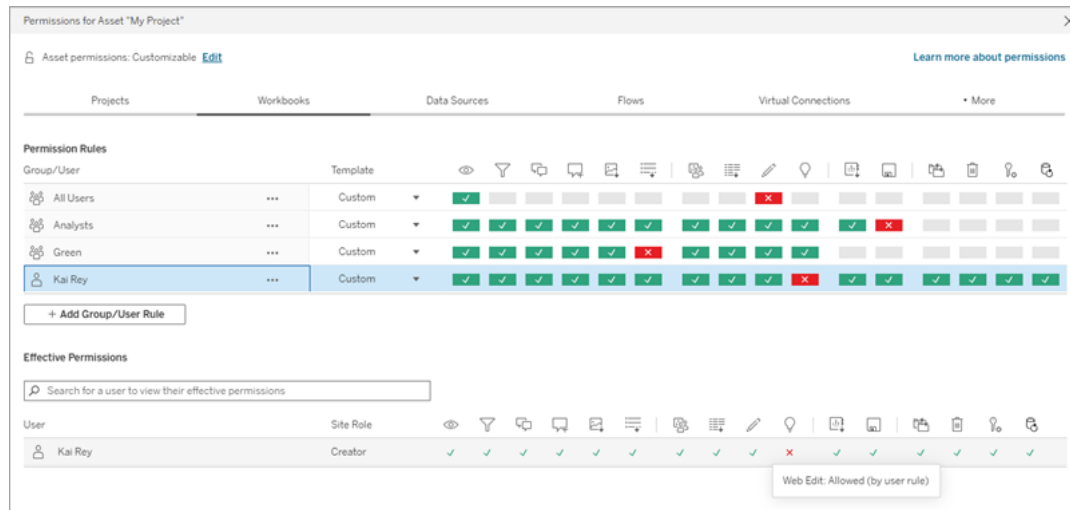 Permissions for Asset "My Project"
Asset permissions: Customizable Edit
Learn more about permissions
Projects Workbooks Data Sources Flows Virtual Connections + More
Permission Rules
Group/User Template
All Users ... Custom
Analysts ... Custom
Green ... Custom
Kai Rey ... Custom
+ Add Group/User Rule
Effective Permissions
Search for a user to view their effective permissions
User Site Role
Kai Rey Creator
Web Edit: Allowed (by user rule)